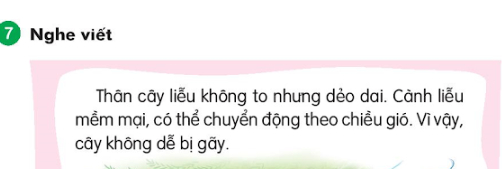 7 Nghe viết
Thân cây liễu không to nhưng dẻo dai. Cành liễu
mềm mại, có thể chuyển động theo chiều gió. Vì vậy,
cây không dễ bị gãy.